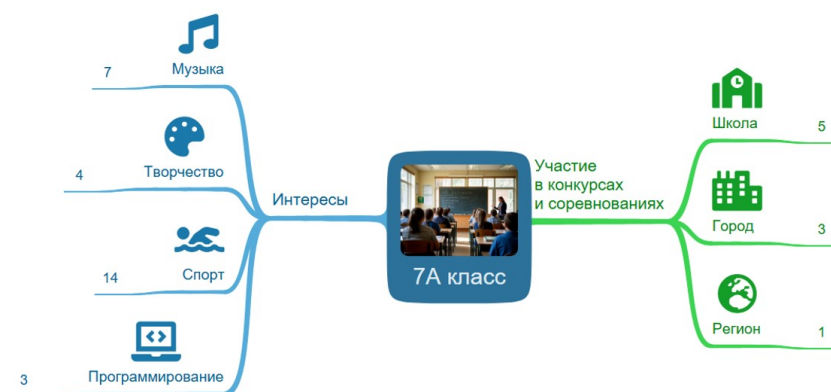 7
Музыка
4
Творчество
14
Спорт
3
Программирование
Интересы
7А класс
Участие
в конкурсах
и соревнованиях
Школа
5
Город
3
Регион
1